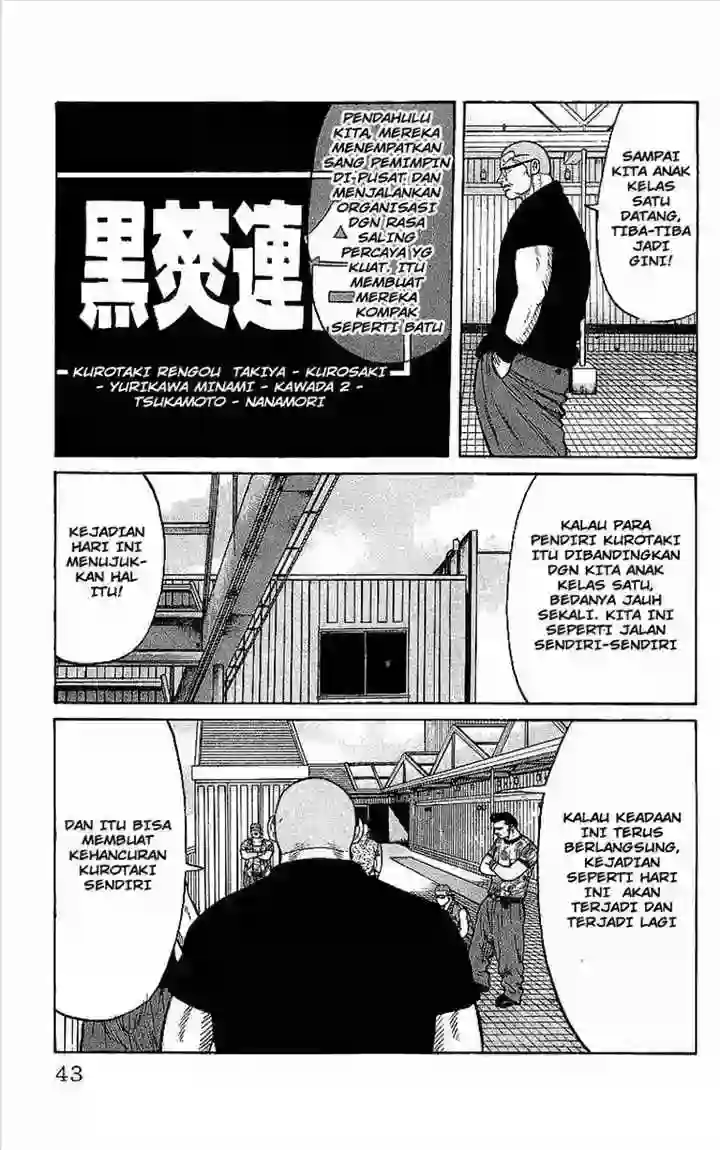 PENDAHULU
KITA, MEREKA
MENEMPATKAN
SANG PEMIMPIN
DI PUSAT DAN
MENJALANKAN
ORGANISASI
DGN RASA
SALING
PERCAYA YG
KUAT. ITU
MEMBUAT
MEREKA
KOMPAK
SEPERTI BATU
黒焚連
KUROTAKI RENGOU TAKIYA - KUROSAKI
- YURIKAWA MINAMI - KAWADA 2 -
TSUKAMOTO - NANAMORI
SAMPAI
KITA ANAK
KELAS
SATU
DATANG,
TIBA-TIBA
JADI
GINI!
KEJADIAN
HARI INI
MENUJUK-
KAN HAL
ITU!
KALAU PARA
PENDIRI KUROTAKI
ITU DIBANDINGKAN
DGN KITA ANAK
KELAS SATU,
BEDANYA JAUH
SEKALI. KITA INI
SEPERTI JALAN
SENDIRI-SENDIRI
DAN ITU BISA
MEMBUAT
KEHANCURAN
KUROTAKI
SENDIRI
KALAU KEADAAN
INI TERUS
BERLANGSUNG,
KEJADIAN
SEPERTI HARI
INI AKAN
TERJADI DAN
TERJADI LAGI
43